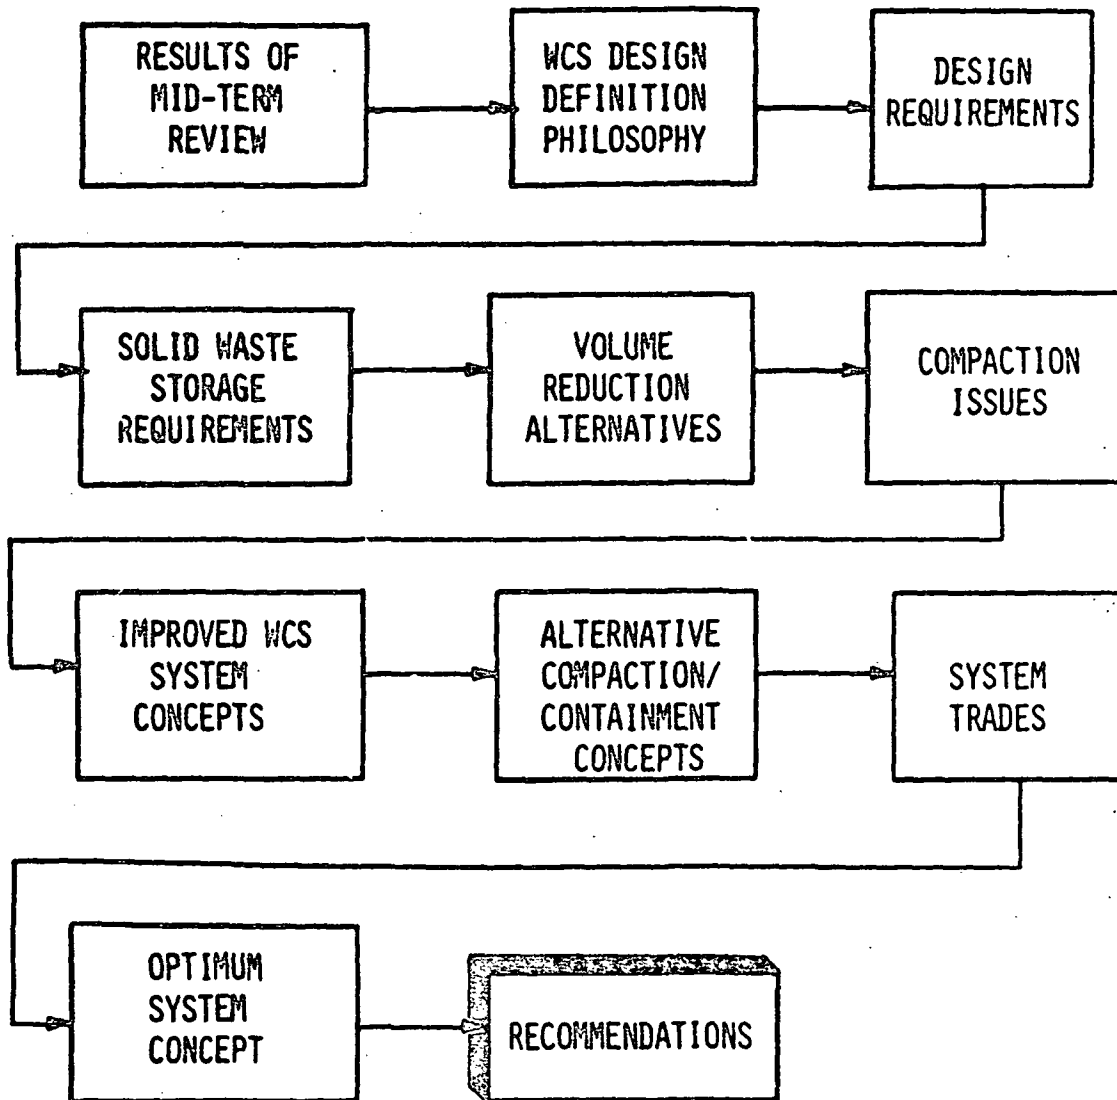 RESULTS OF
MID-TERM
REVIEW
WCS DESIGN
DEFINITION
PHILOSOPHY
DESIGN
REQUIREMENTS
SOLID WASTE
STORAGE
REQUIREMENTS
VOLUME
REDUCTION
ALTERNATIVES
COMPACTION
ISSUES
IMPROVED WCS
SYSTEM
CONCEPTS
ALTERNATIVE
COMPACTION/
CONTAINMENT
CONCEPTS
SYSTEM
TRADES
OPTIMUM
SYSTEM
CONCEPT
RECOMMENDATIONS